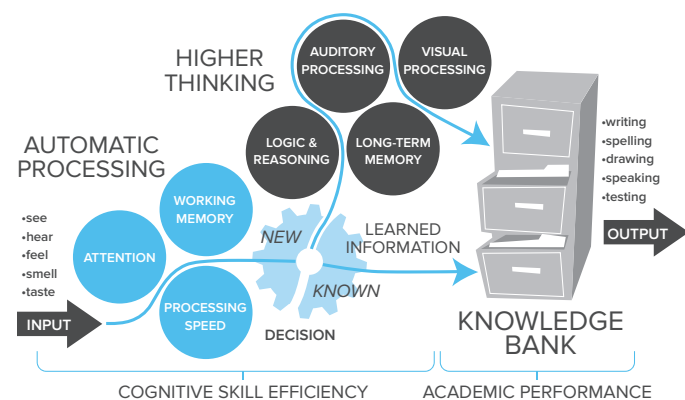 HIGHER
THINKING
AUDITORY
PROCESSING
VISUAL
PROCESSING
LOGIC &
REASONING
LONG-TERM
MEMORY
AUTOMATIC
PROCESSING
•see
•hear
•feel
•smell
•taste
INPUT
ATTENTION
WORKING
MEMORY
PROCESSING
SPEED
NEW
KNOWN
DECISION
LEARNED
INFORMATION
•writing
•spelling
•drawing
•speaking
•testing
OUTPUT
KNOWLEDGE
BANK
COGNITIVE SKILL EFFICIENCY
ACADEMIC PERFORMANCE